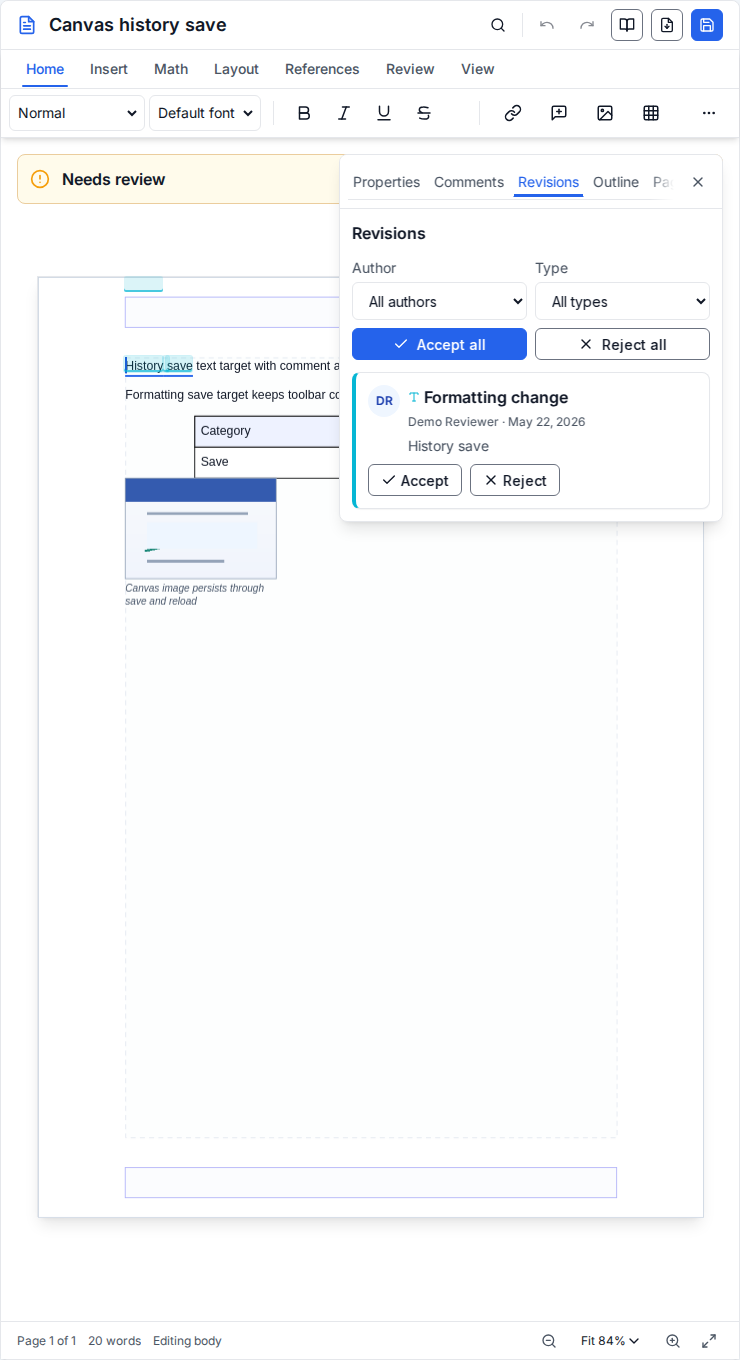 Canvas history save
Home Insert Math Layout References Review View
Normal Default font
Needs review
Properties Comments Revisions Outline
Revisions
Author Type
All authors All types
Accept all Reject all
DR Formatting change
Demo Reviewer · May 22, 2026
History save
Accept Reject
History save text target with comment
Formatting save target keeps toolbar
Category
Save
Canvas image persists through
save and reload
Page 1 of 1 20 words Editing body Fit 84%